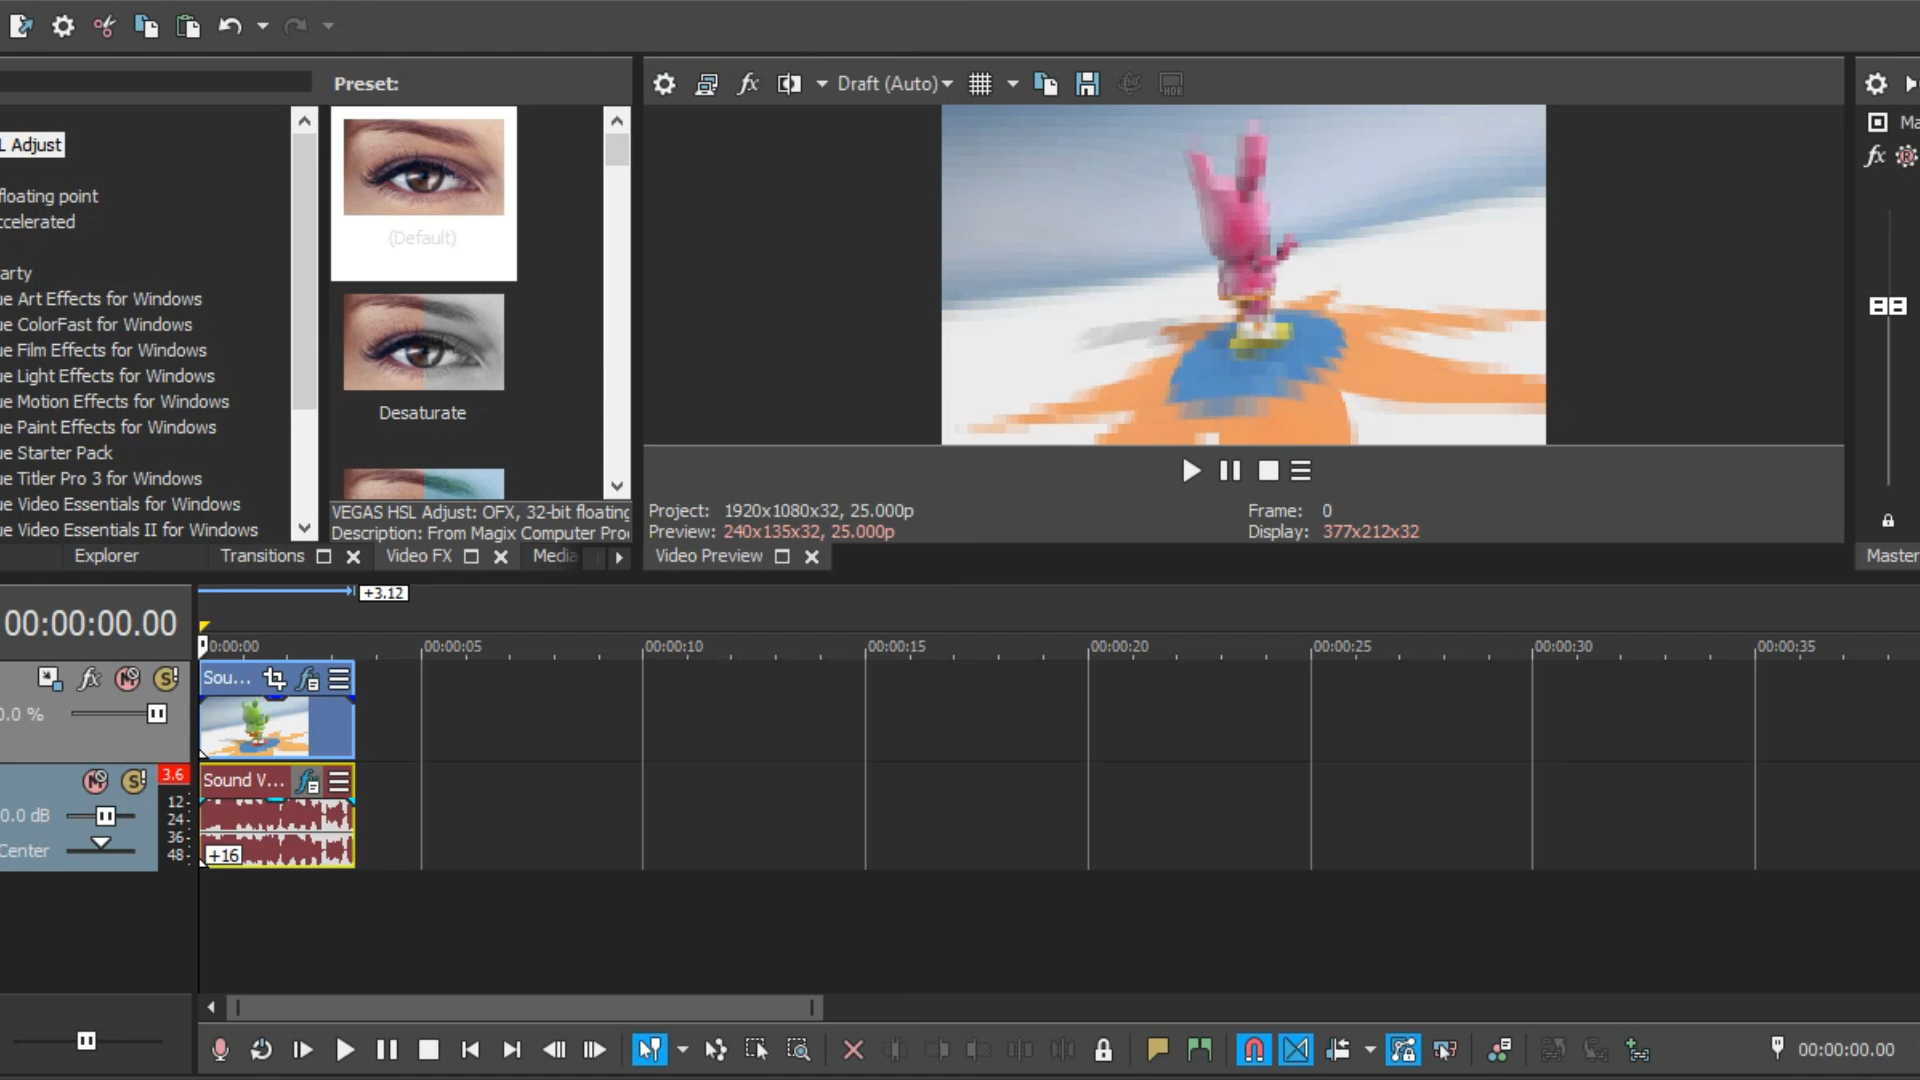 Preset:
Draft (Auto)
L Adjust
floating point
ccelerated
arty
ue Art Effects for Windows
ue ColorFast for Windows
ue Film Effects for Windows
ue Light Effects for Windows
ue Motion Effects for Windows
ue Paint Effects for Windows
ue Starter Pack
ue Titler Pro 3 for Windows
ue Video Essentials for Windows
ue Video Essentials II for Windows
(Default)
Desaturate
VEGAS HSL Adjust: OFX, 32-bit floating
Description: From Magix Computer Pro
Ma
Project: 1920x1080x32, 25.000p
Preview: 240x135x32, 25.000p
Frame: 0
Display: 377x212x32
Explorer
Transitions
Video FX
Media
Video Preview
Master
+3.12
00:00:00.00
0:00:00
00:00:05
00:00:10
00:00:15
00:00:20
00:00:25
00:00:30
00:00:35
Sou...
0.0 %
Sound V...
3.6
12-
24-
36-
48-
0.0 dB
Center
+16
00:00:00.00